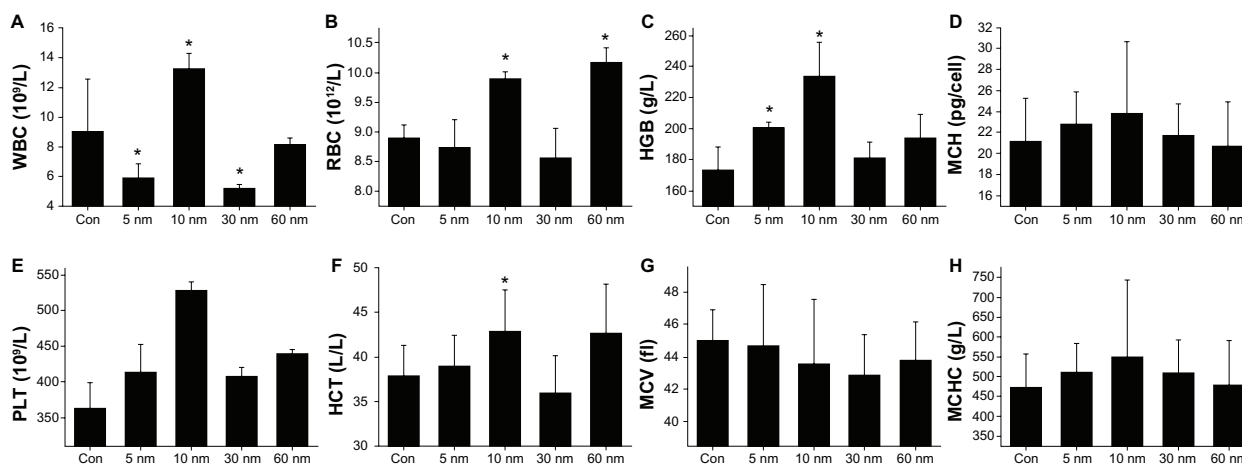 A
WBC (10⁹/L)
16
14
12
10
8
6
4
*
*
*
Con 5 nm 10 nm 30 nm 60 nm
B
RBC (10¹²/L)
10.5
10.0
9.5
9.0
8.5
8.0
*
*
Con 5 nm 10 nm 30 nm 60 nm
C
HGB (g/L)
260
240
220
200
180
160
*
*
Con 5 nm 10 nm 30 nm 60 nm
D
MCH (pg/cell)
32
30
28
26
24
22
20
18
16
Con 5 nm 10 nm 30 nm 60 nm
E
PLT (10⁹/L)
550
500
450
400
350
Con 5 nm 10 nm 30 nm 60 nm
F
HCT (L/L)
50
45
40
35
30
*
Con 5 nm 10 nm 30 nm 60 nm
G
MCV (fl)
48
46
44
42
40
Con 5 nm 10 nm 30 nm 60 nm
H
MCHC (g/L)
750
700
650
600
550
500
450
400
350
Con 5 nm 10 nm 30 nm 60 nm